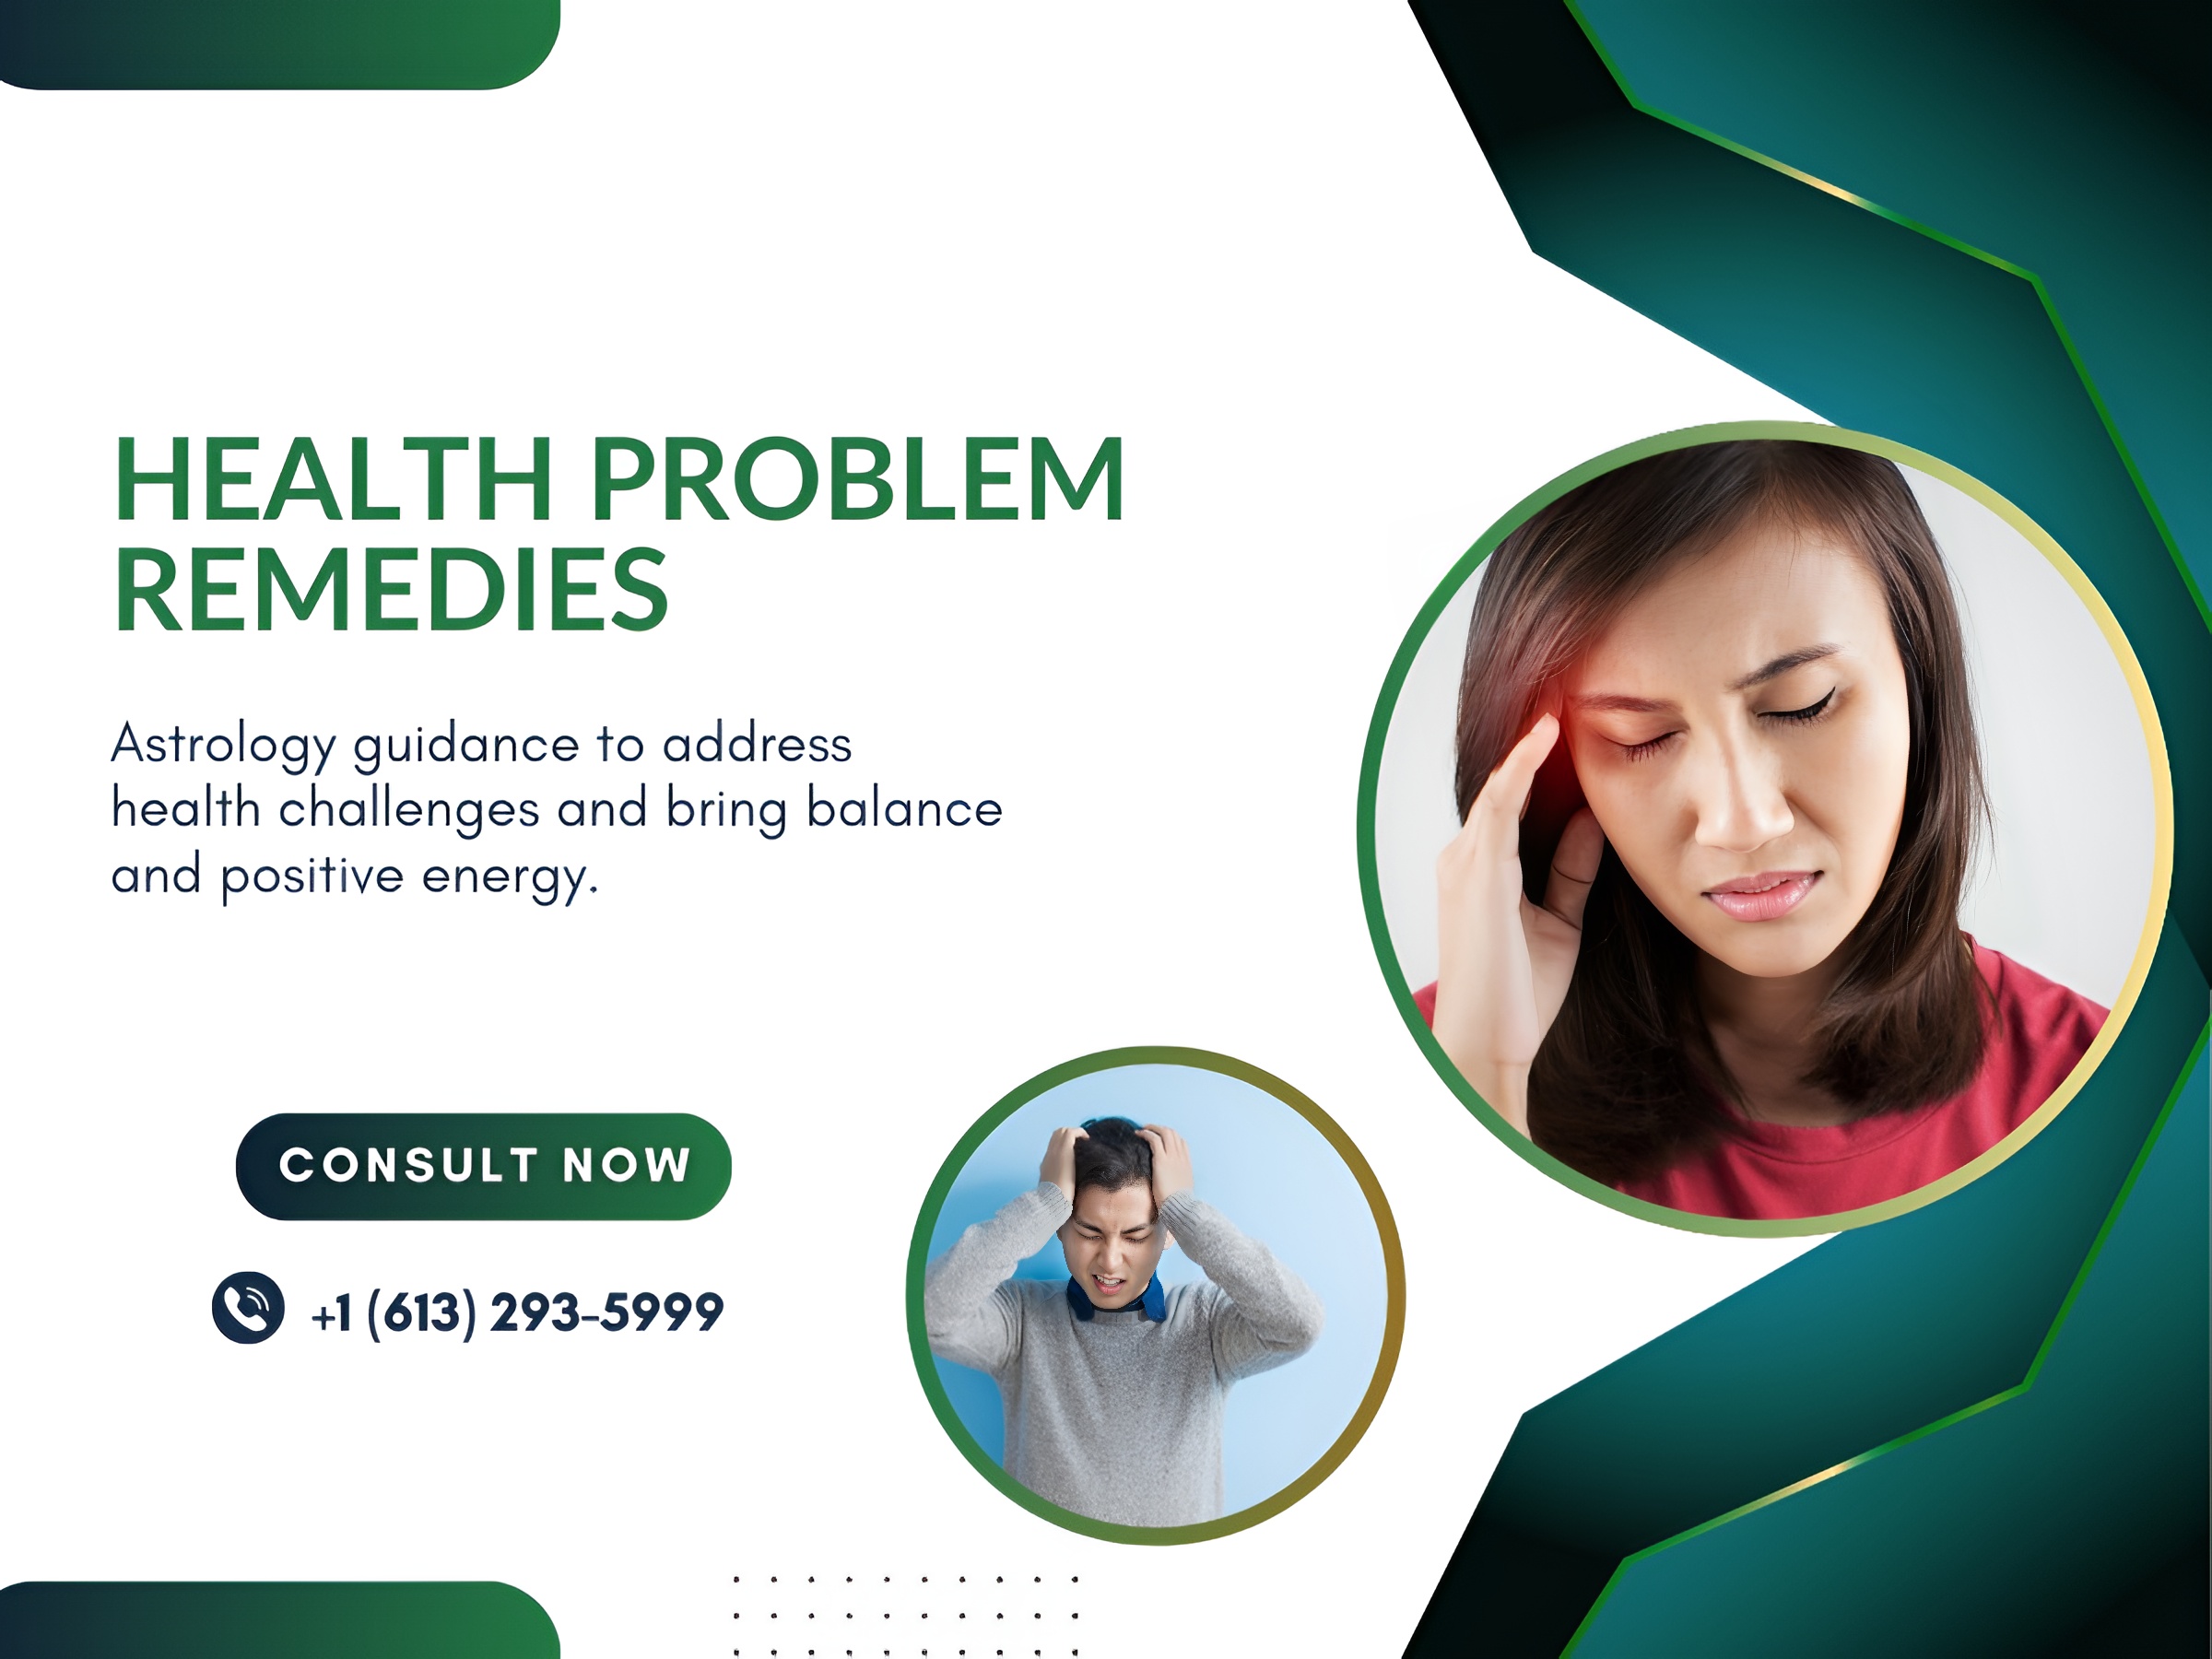 HEALTH PROBLEM
REMEDIES
Astrology guidance to address
health challenges and bring balance
and positive energy.
CONSULT NOW
+1 (613) 293-5999